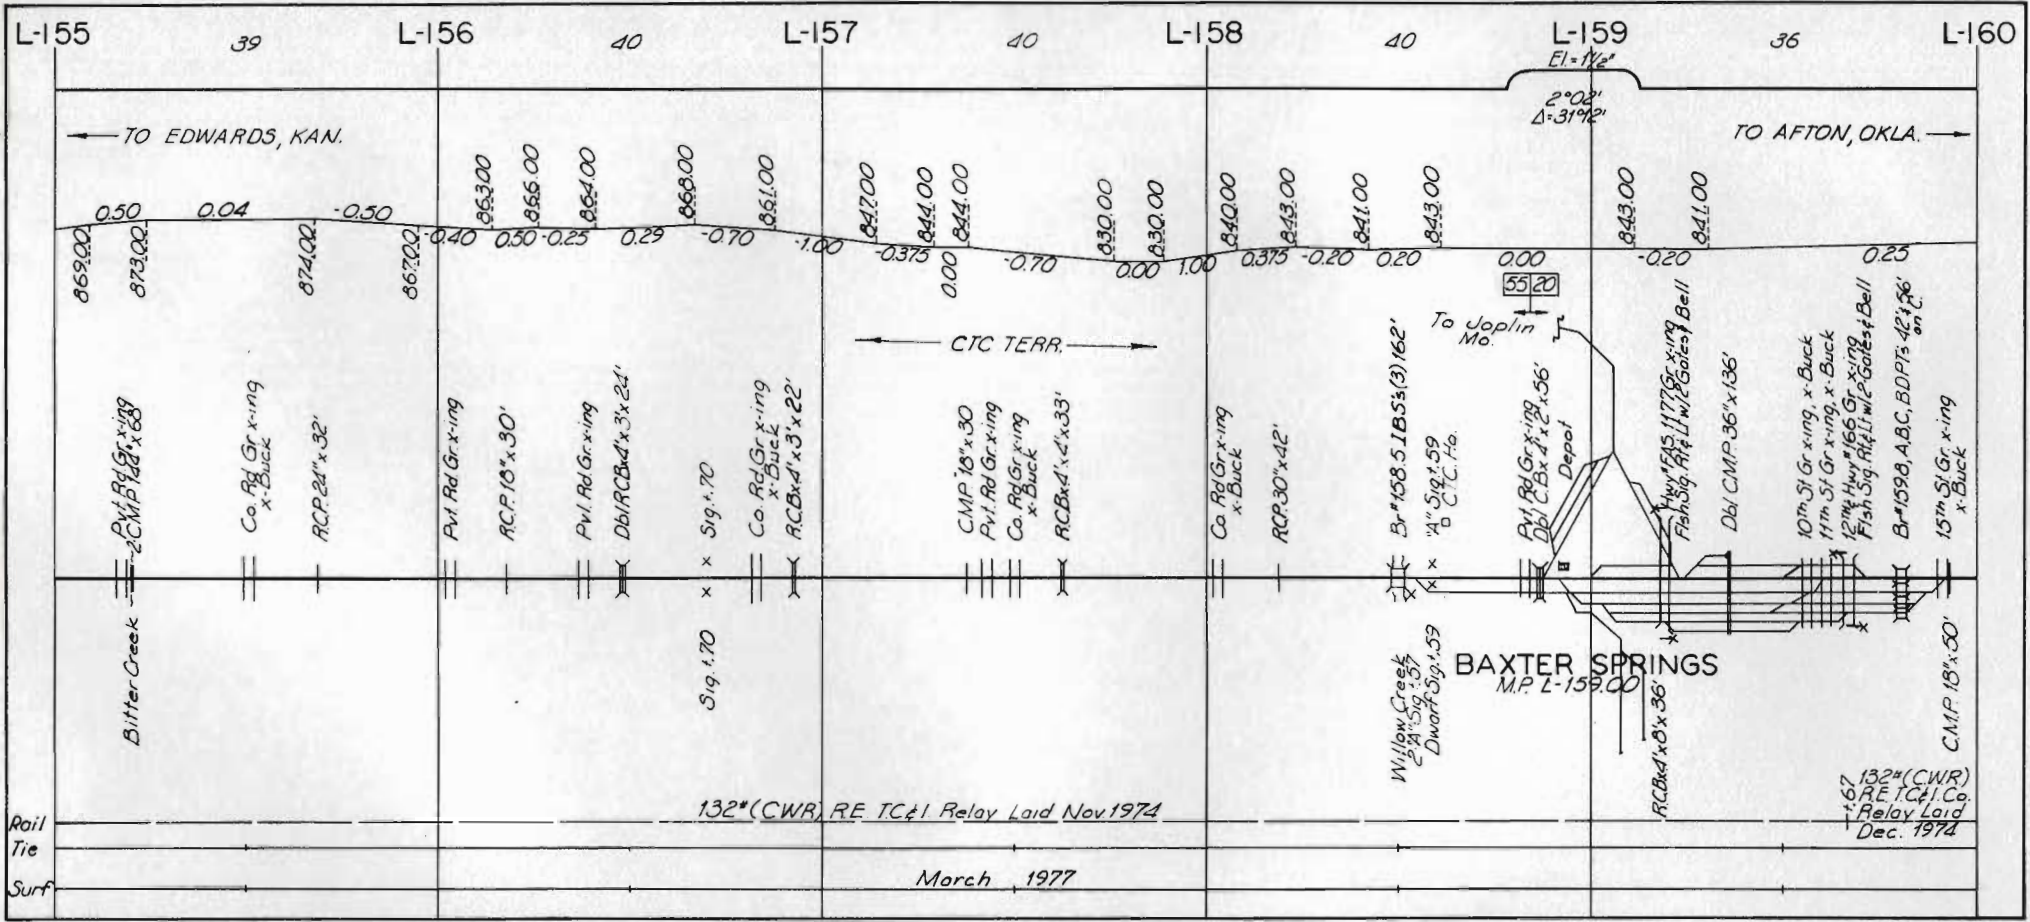 L-155 39 L-156 40 L-157 40 L-158 40 L-159 36 L-160
El.= 1½"
2°02'
Δ=31°12'
TO EDWARDS, KAN.
TO AFTON, OKLA.
863.00 866.00 864.00 868.00 861.00 847.00 844.00 844.00 830.00 830.00 840.00 843.00 841.00 843.00 843.00 841.00
0.50 0.04 -0.50 -0.40 0.50 -0.25 0.29 -0.70 -1.00 -0.375 0.00 -0.70 0.00 1.00 0.375 -0.20 0.20 0.00 -0.20 0.25
869.00 873.00 874.00 867.00
55 20
CTC TERR.
To Joplin
Mo.
Pvt. Rd Gr x-ing
2-C.M.P. 144" x 68'
Co. Rd Gr x-ing
x-Buck
R.C.P. 24" x 32'
Pvt. Rd Gr x-ing
R.C.P. 18" x 30'
Pvt. Rd Gr x-ing
Dbl RCBx 4' x 3' x 24'
Sig. +.70
Co. Rd Gr x-ing
x-Buck
RCBx 4' x 3' x 22'
C.M.P. 18" x 30
Pvt. Rd Gr x-ing
Co. Rd Gr x-ing
x-Buck
RCBx 4' x 4' x 33'
Co. Rd Gr x-ing
x-Buck
RCP. 30" x 42'
Br #158.5 IB5s(3)162'
"A" Sig. +.59
C.T.C. Ho.
Pvt Rd Gr x-ing
Dbl C.Bx 4' x 2' x 56'
Depot
Hwy # F.A.S. 1177 Gr x-ing
Flsh Sig. Rt & Lt w/2 Gates & Bell
Dbl C.M.P. 36" x 136'
10th St Gr x-ing, x-Buck
11th St Gr x-ing, x-Buck
12th Hwy #166 Gr x-ing
Flsh Sig. Rt & Lt w/2 Gates & Bell
Br #159.8, A,B,C, BDPTs 42' & 56'
on C.
15th St Gr. x-ing
x-Buck
Bitter Creek
Sig. +.70
Willow Creek
2 "A" Sig +.57
Dwarf Sig. +.59
BAXTER SPRINGS
M.P. L-159.00
RCBx 4' x 8' x 36'
C.M.P. 18" x 50'
132# (CWR) R.E. T.C. & I. Relay Laid Nov. 1974
+.67
132# (CWR)
R.E. T.C. & I. Co.
Relay Laid
Dec. 1974
Rail
Tie
Surf
March 1977